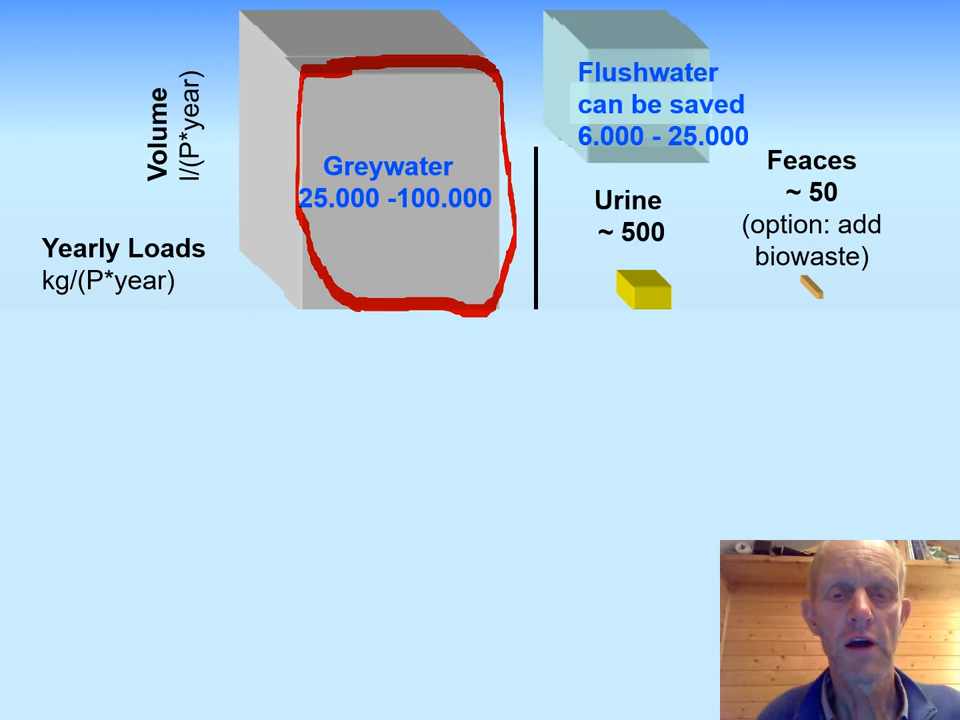 Volume
l/(P*year)
Yearly Loads
kg/(P*year)
Greywater
25.000 -100.000
Flushwater
can be saved
6.000 - 25.000
Urine
~ 500
Feaces
~ 50
(option: add
biowaste)